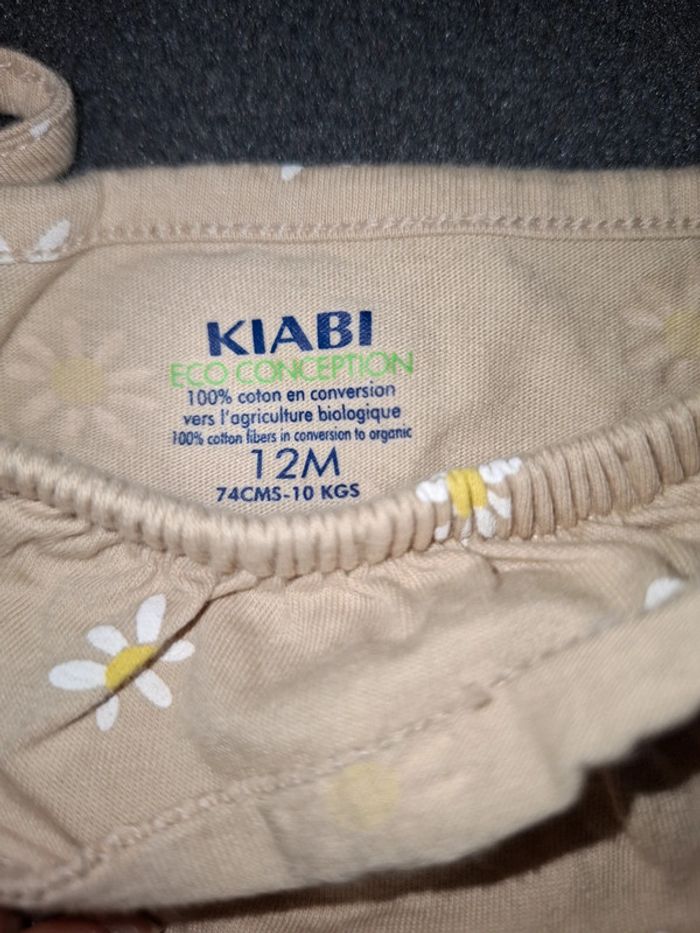 KIABI
ECO CONCEPTION
100% coton en conversion
vers l'agriculture biologique
100% cotton fibers in conversion to organic
12M
74CMS-10 KGS